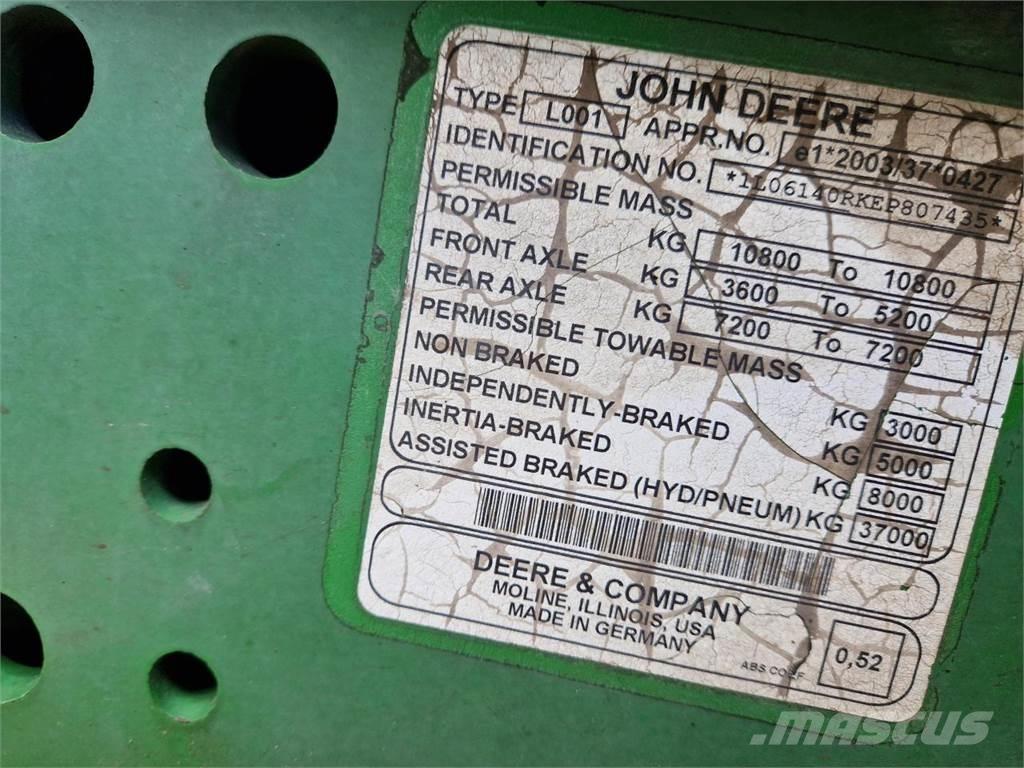 JOHN DEERE
TYPE L001 APPR.NO. e1*2003/37*0427
IDENTIFICATION NO. *1L06140RKEP807435*
PERMISSIBLE MASS
TOTAL KG 10800 To 10800
FRONT AXLE KG 3600 To 5200
REAR AXLE KG 7200 To 7200
PERMISSIBLE TOWABLE MASS
NON BRAKED KG 3000
INDEPENDENTLY-BRAKED KG 5000
INERTIA-BRAKED KG 8000
ASSISTED BRAKED (HYD/PNEUM) KG 37000
DEERE & COMPANY
MOLINE, ILLINOIS, USA
MADE IN GERMANY
ABS.COEF 0,52
MASCUS